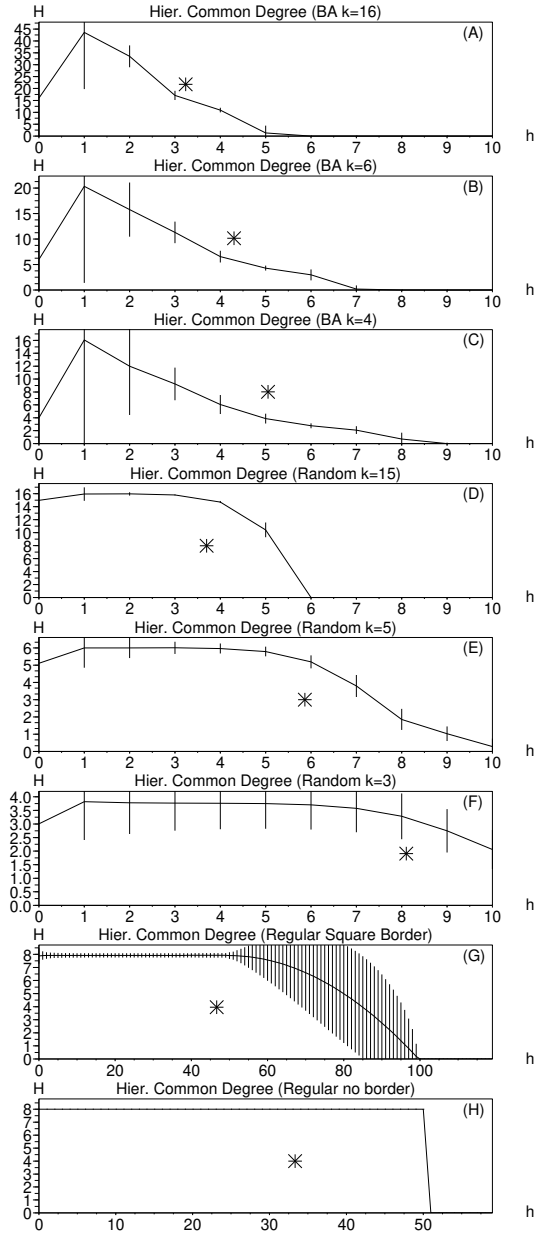 H Hier. Common Degree (BA k=16)
(A)
45
40
35
30
25
20
15
10
5
0
0 1 2 3 4 5 6 7 8 9 10 h
H Hier. Common Degree (BA k=6)
(B)
20
15
10
5
0
0 1 2 3 4 5 6 7 8 9 10 h
H Hier. Common Degree (BA k=4)
(C)
16
14
12
10
8
6
4
2
0
0 1 2 3 4 5 6 7 8 9 10 h
H Hier. Common Degree (Random k=15)
(D)
16
14
12
10
8
6
4
2
0
0 1 2 3 4 5 6 7 8 9 10 h
H Hier. Common Degree (Random k=5)
(E)
6
5
4
3
2
1
0
0 1 2 3 4 5 6 7 8 9 10 h
H Hier. Common Degree (Random k=3)
(F)
4.0
3.5
3.0
2.5
2.0
1.5
1.0
0.5
0.0
0 1 2 3 4 5 6 7 8 9 10 h
H Hier. Common Degree (Regular Square Border)
(G)
8
7
6
5
4
3
2
1
0
0 20 40 60 80 100 h
H Hier. Common Degree (Regular no border)
(H)
8
7
6
5
4
3
2
1
0
0 10 20 30 40 50 h